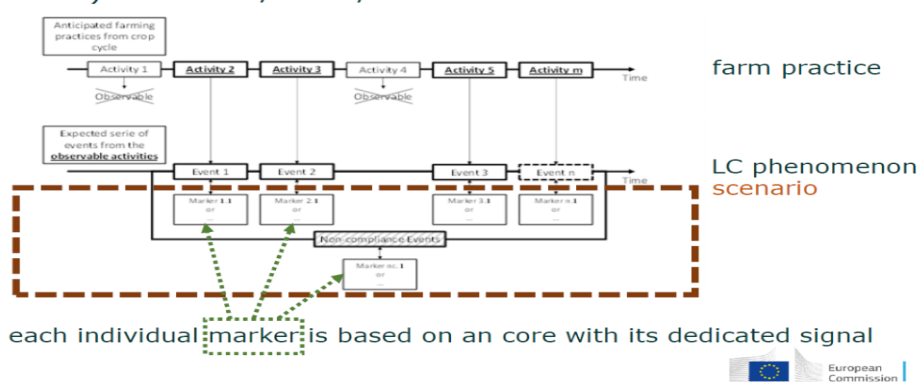 Anticipated farming
practices from crop
cycle
Activity 1
Activity 2
Activity 3
Activity 4
Activity 5
Activity m
Time
farm practice
Observable
Observable
Expected serie of
events from the
observable activities
Event 1
Event 2
Event 3
Event n
Time
LC phenomenon
scenario
Marker 1.1
or
...
Marker 2.1
or
...
Marker 3.1
or
...
Marker n.1
or
...
Non-compliance Events
Marker nc.1
or
...
each individual marker is based on an core with its dedicated signal
European
Commission